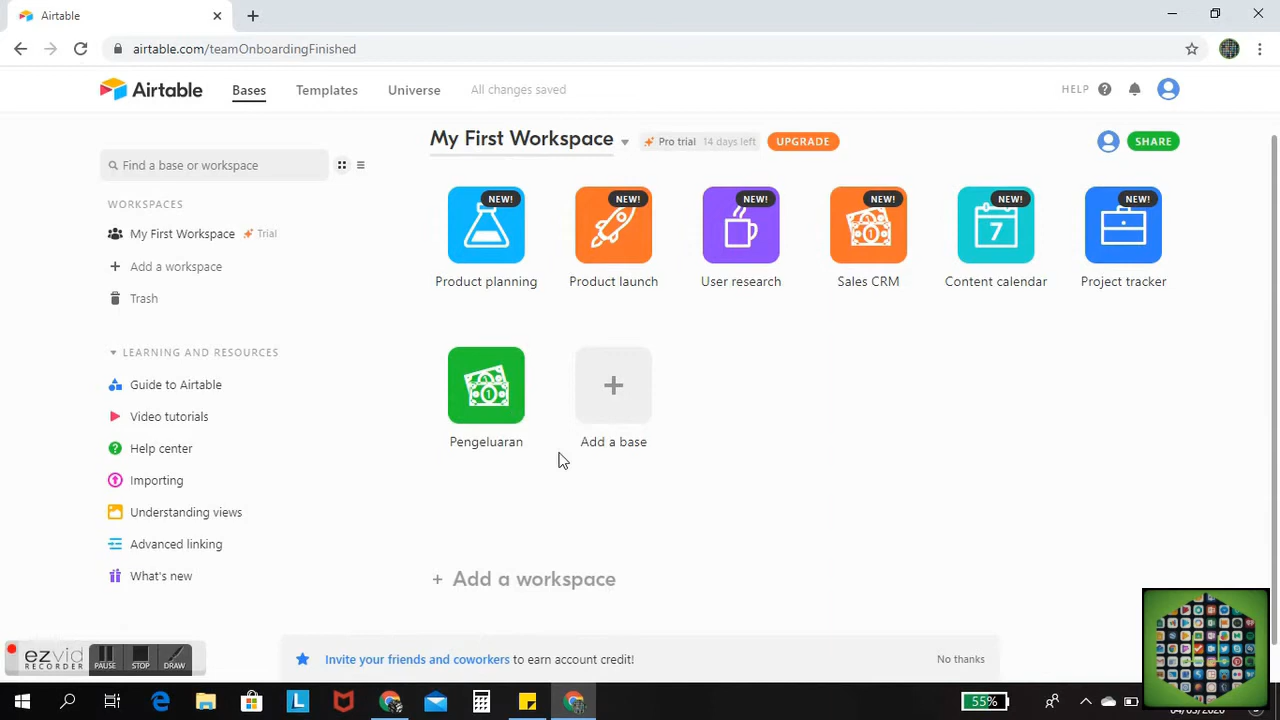 Airtable
airtable.com/teamOnboardingFinished
Airtable
Bases
Templates
Universe
All changes saved
HELP
My First Workspace
Pro trial 14 days left
UPGRADE
SHARE
Find a base or workspace
WORKSPACES
My First Workspace
Trial
Add a workspace
Trash
LEARNING AND RESOURCES
Guide to Airtable
Video tutorials
Help center
Importing
Understanding views
Advanced linking
What's new
NEW!
NEW!
NEW!
NEW!
7
NEW!
NEW!
Product planning
Product launch
User research
Sales CRM
Content calendar
Project tracker
Pengeluaran
Add a base
+ Add a workspace
Invite your friends and coworkers to earn account credit!
No thanks
ezvid
RECORDER
PAUSE
STOP
DRAW
55%